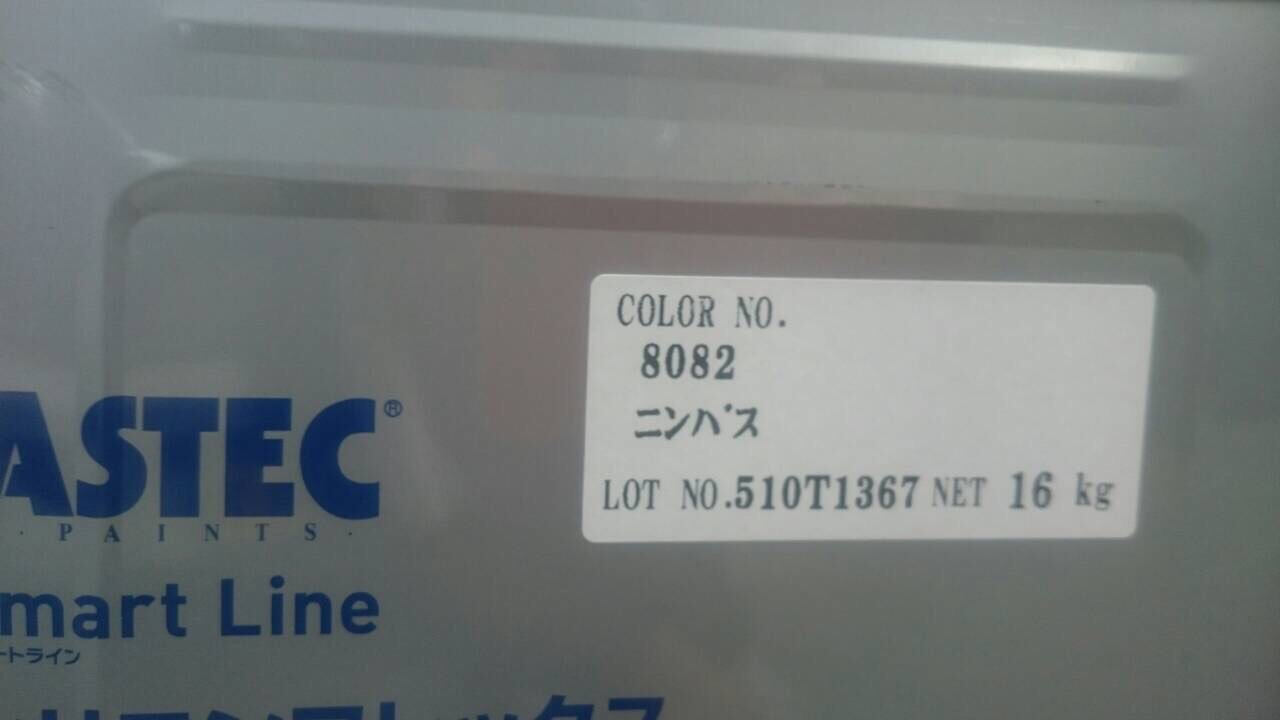 COLOR NO.
8082
ニンバス
LOT NO.510T1367 NET 16 kg
ASTEC®
· PAINTS ·
mart Line
ートライン